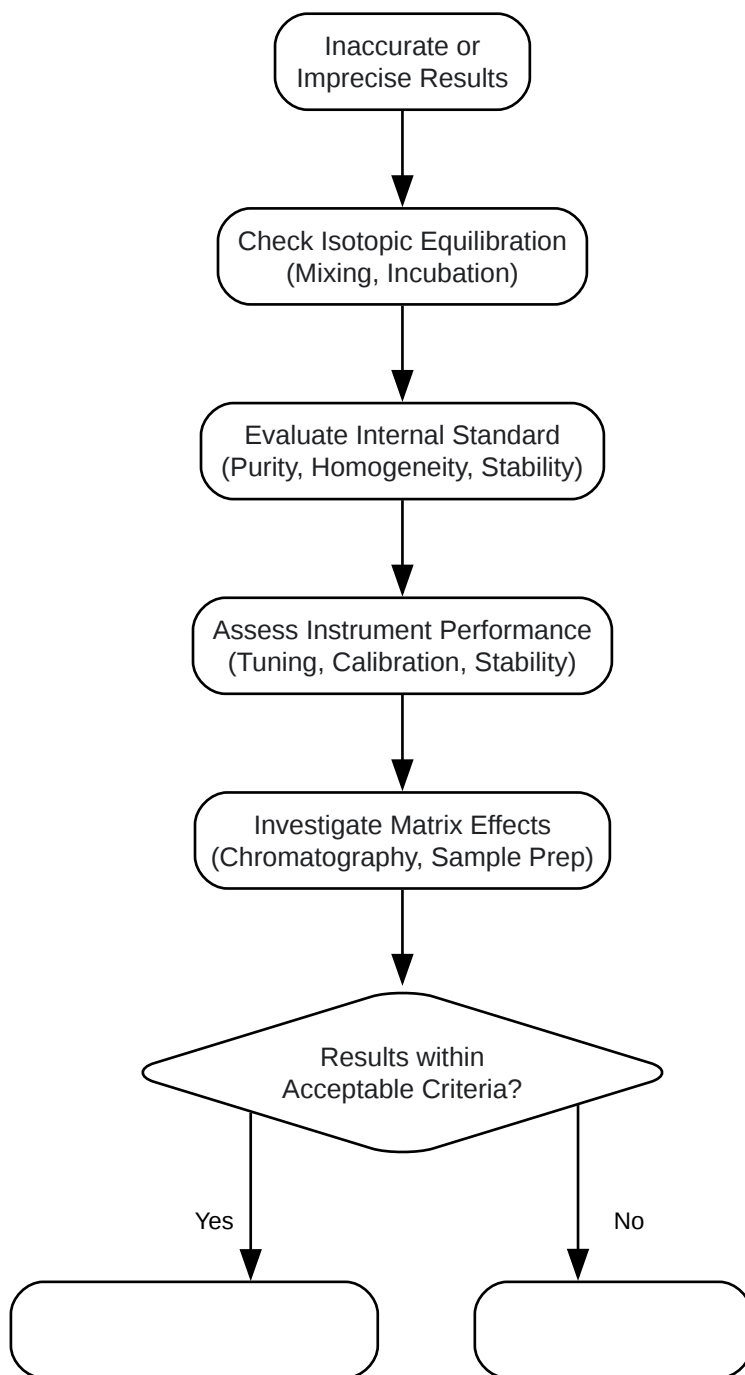 Inaccurate or
Imprecise Results
Check Isotopic Equilibration
(Mixing, Incubation)
Evaluate Internal Standard
(Purity, Homogeneity, Stability)
Assess Instrument Performance
(Tuning, Calibration, Stability)
Investigate Matrix Effects
(Chromatography, Sample Prep)
Results within
Acceptable Criteria?
Yes
No